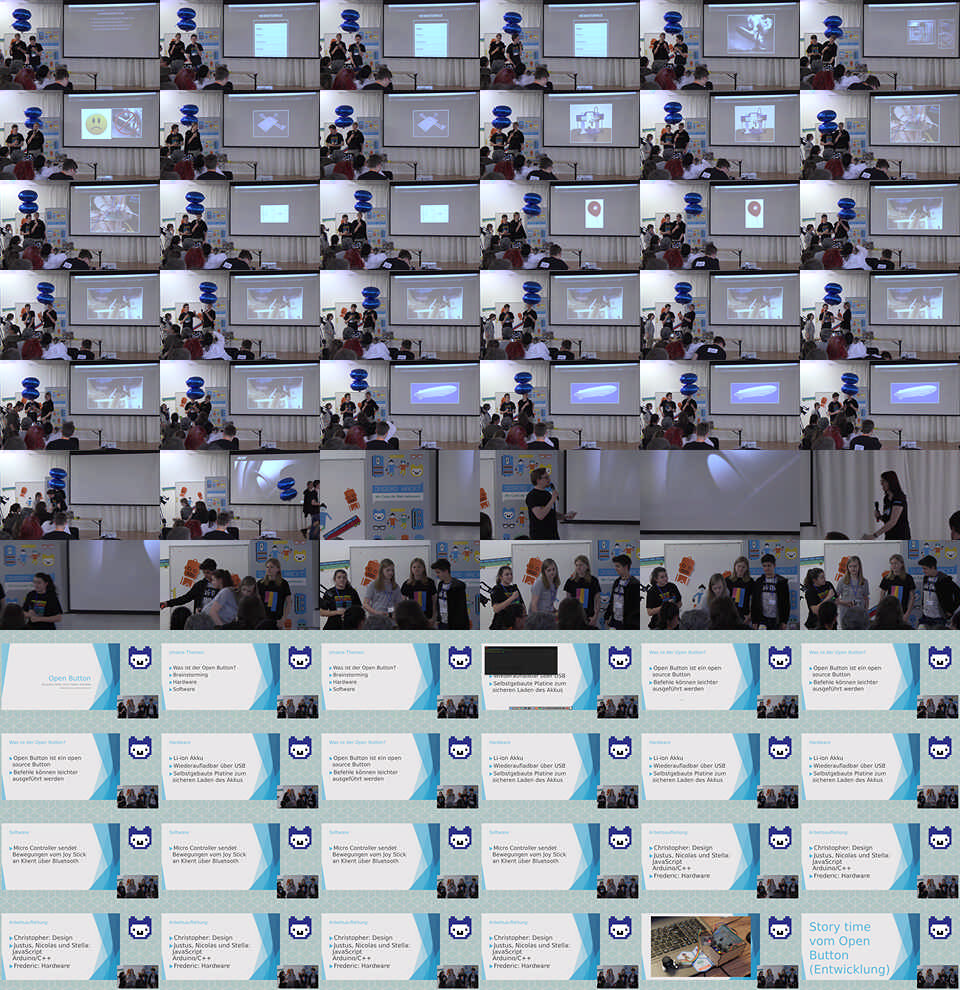 Open Button
Unsere Themen
Was ist der Open Button?
Brainstorming
Hardware
Software
Unsere Themen
Was ist der Open Button?
Brainstorming
Hardware
Software
Wiederaufladbar über USB
Selbstgebaute Platine zum
sicheren Laden des Akkus
Was ist der Open Button?
Open Button ist ein open
source Button
Befehle können leichter
ausgeführt werden
Was ist der Open Button?
Open Button ist ein open
source Button
Befehle können leichter
ausgeführt werden
Was ist der Open Button?
Open Button ist ein open
source Button
Befehle können leichter
ausgeführt werden
Hardware
Li-ion Akku
Wiederaufladbar über USB
Selbstgebaute Platine zum
sicheren Laden des Akkus
Was ist der Open Button?
Open Button ist ein open
source Button
Befehle können leichter
ausgeführt werden
Hardware
Li-ion Akku
Wiederaufladbar über USB
Selbstgebaute Platine zum
sicheren Laden des Akkus
Hardware
Li-ion Akku
Wiederaufladbar über USB
Selbstgebaute Platine zum
sicheren Laden des Akkus
Hardware
Li-ion Akku
Wiederaufladbar über USB
Selbstgebaute Platine zum
sicheren Laden des Akkus
Software
Micro Controller sendet
Bewegungen vom Joy Stick
an Klient über Bluetooth
Software
Micro Controller sendet
Bewegungen vom Joy Stick
an Klient über Bluetooth
Software
Micro Controller sendet
Bewegungen vom Joy Stick
an Klient über Bluetooth
Software
Micro Controller sendet
Bewegungen vom Joy Stick
an Klient über Bluetooth
Arbeitsaufteilung
Christopher: Design
Justus, Nicolas und Stella:
JavaScript
Arduino/C++
Frederic: Hardware
Arbeitsaufteilung
Christopher: Design
Justus, Nicolas und Stella:
JavaScript
Arduino/C++
Frederic: Hardware
Arbeitsaufteilung
Christopher: Design
Justus, Nicolas und Stella:
JavaScript
Arduino/C++
Frederic: Hardware
Arbeitsaufteilung
Christopher: Design
Justus, Nicolas und Stella:
JavaScript
Arduino/C++
Frederic: Hardware
Arbeitsaufteilung
Christopher: Design
Justus, Nicolas und Stella:
JavaScript
Arduino/C++
Frederic: Hardware
Arbeitsaufteilung
Christopher: Design
Justus, Nicolas und Stella:
JavaScript
Arduino/C++
Frederic: Hardware
Story time
vom Open
Button
(Entwicklung)